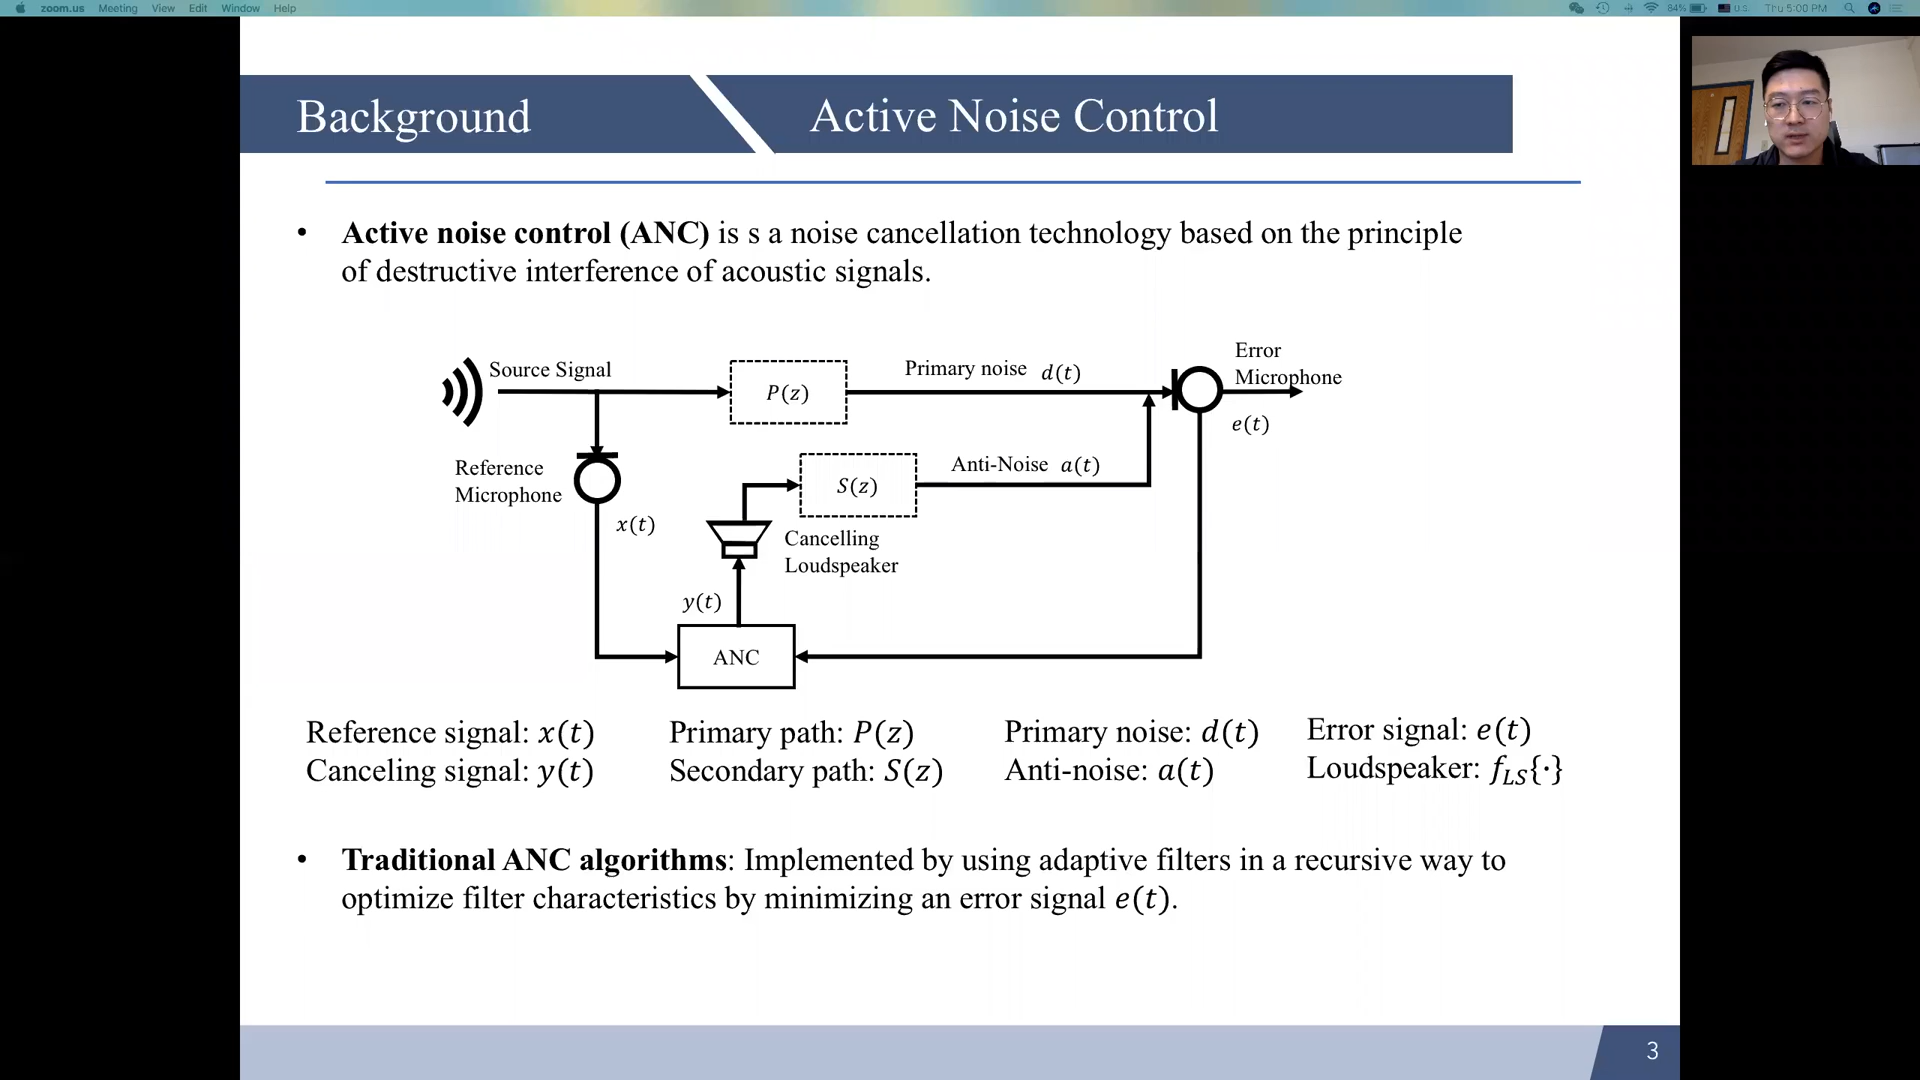 zoom.us Meeting View Edit Window Help 84% U.S. Thu 5:00 PM
Background Active Noise Control
• Active noise control (ANC) is s a noise cancellation technology based on the principle
of destructive interference of acoustic signals.
Source Signal
P(z)
Primary noise d(t)
Error
Microphone
e(t)
Reference
Microphone
x(t)
S(z)
Anti-Noise a(t)
Cancelling
Loudspeaker
y(t)
ANC
Reference signal: x(t) Primary path: P(z) Primary noise: d(t) Error signal: e(t)
Canceling signal: y(t) Secondary path: S(z) Anti-noise: a(t) Loudspeaker: f_LS{·}
• Traditional ANC algorithms: Implemented by using adaptive filters in a recursive way to
optimize filter characteristics by minimizing an error signal e(t).
3